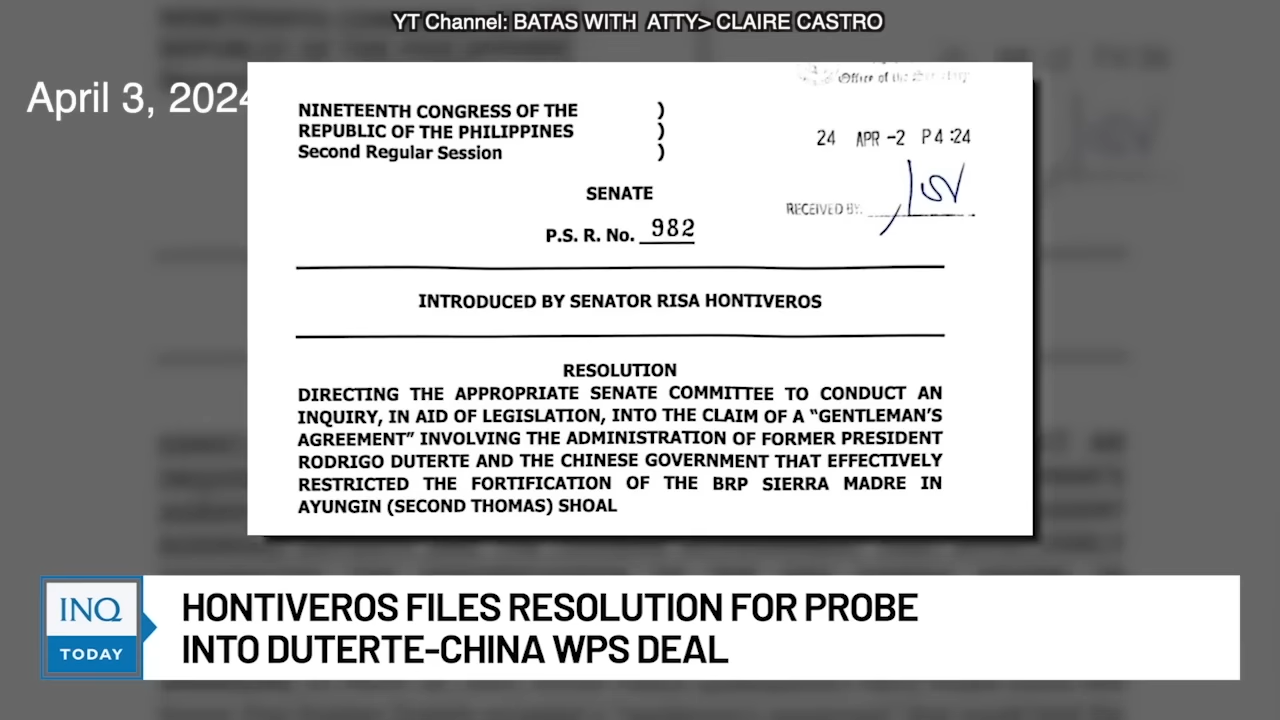 YT Channel: BATAS WITH ATTY> CLAIRE CASTRO
April 3, 2024
Office of the
NINETEENTH CONGRESS OF THE )
REPUBLIC OF THE PHILIPPINES )
Second Regular Session )
24 APR -2 P4:24
SENATE
RECEIVED BY:
P.S. R. No. 982
INTRODUCED BY SENATOR RISA HONTIVEROS
RESOLUTION
DIRECTING THE APPROPRIATE SENATE COMMITTEE TO CONDUCT AN
INQUIRY, IN AID OF LEGISLATION, INTO THE CLAIM OF A “GENTLEMAN’S
AGREEMENT” INVOLVING THE ADMINISTRATION OF FORMER PRESIDENT
RODRIGO DUTERTE AND THE CHINESE GOVERNMENT THAT EFFECTIVELY
RESTRICTED THE FORTIFICATION OF THE BRP SIERRA MADRE IN
AYUNGIN (SECOND THOMAS) SHOAL
INQ
TODAY
HONTIVEROS FILES RESOLUTION FOR PROBE
INTO DUTERTE-CHINA WPS DEAL